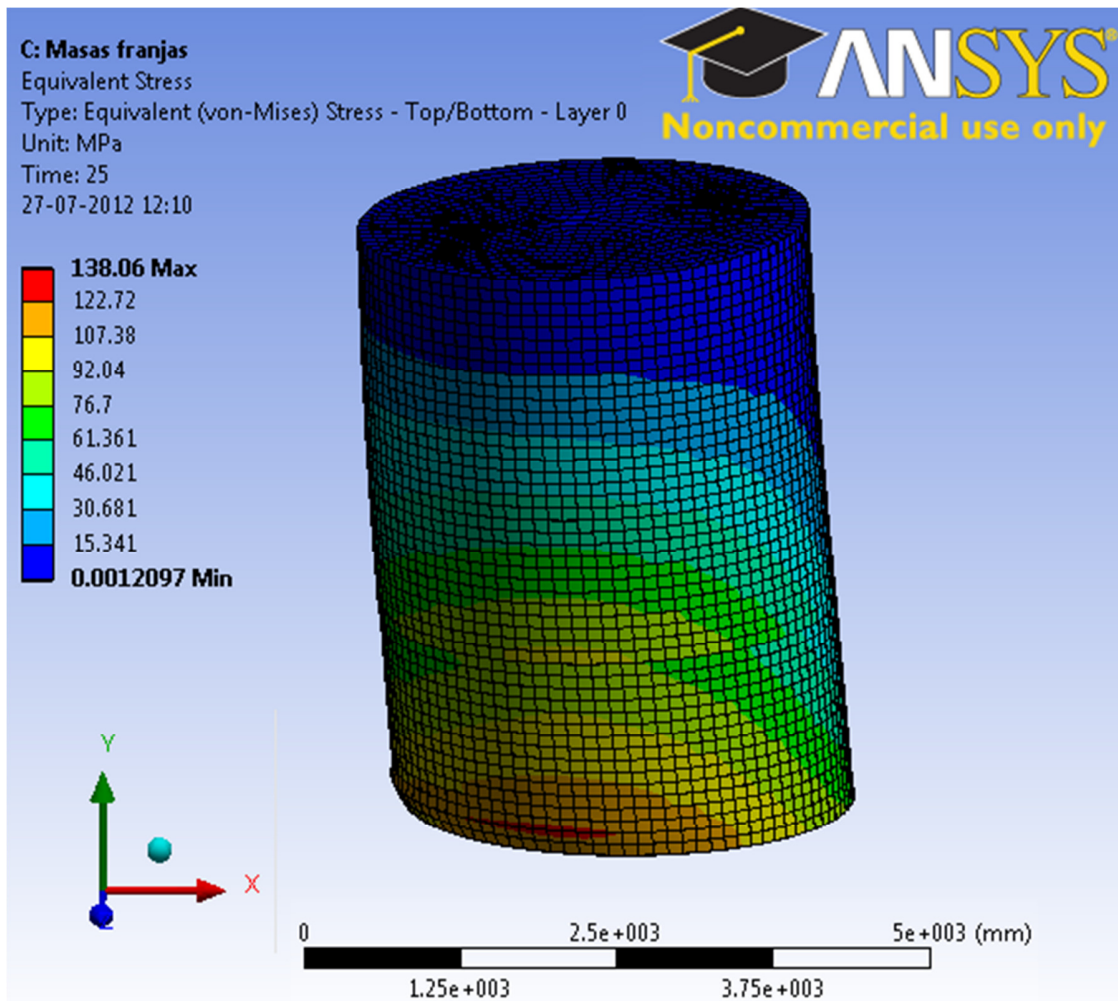 C: Masas franjas
Equivalent Stress
Type: Equivalent (von-Mises) Stress - Top/Bottom - Layer 0
Unit: MPa
Time: 25
27-07-2012 12:10
ANSYS®
Noncommercial use only
138.06 Max
122.72
107.38
92.04
76.7
61.361
46.021
30.681
15.341
0.0012097 Min
Y
X
0 2.5e+003 5e+003 (mm)
1.25e+003 3.75e+003